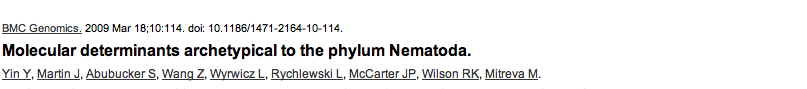 BMC Genomics. 2009 Mar 18;10:114. doi: 10.1186/1471-2164-10-114.
Molecular determinants archetypical to the phylum Nematoda.
Yin Y, Martin J, Abubucker S, Wang Z, Wyrwicz L, Rychlewski L, McCarter JP, Wilson RK, Mitreva M.